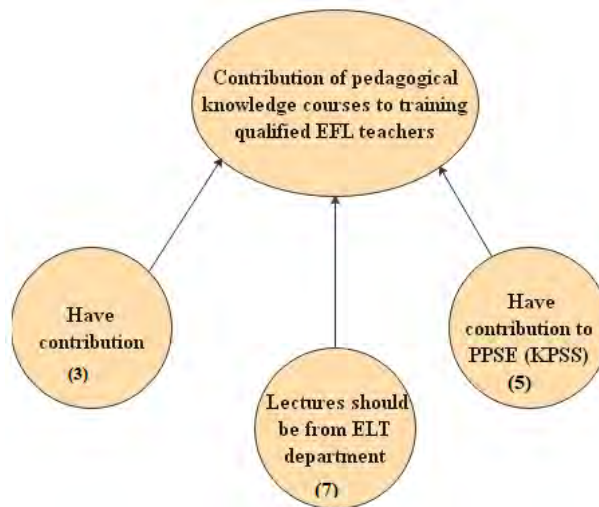 Contribution of pedagogical
knowledge courses to training
qualified EFL teachers
Have
contribution
(3)
Lectures should
be from ELT
department
(7)
Have
contribution to
PPSE (KPSS)
(5)